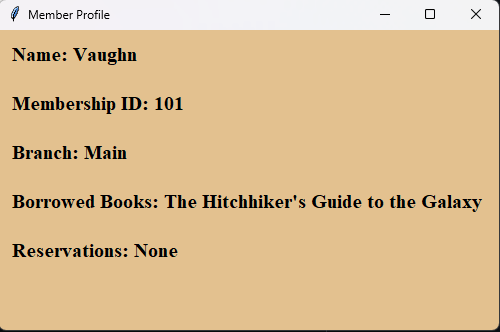 Member Profile
Name: Vaughn
Membership ID: 101
Branch: Main
Borrowed Books: The Hitchhiker's Guide to the Galaxy
Reservations: None